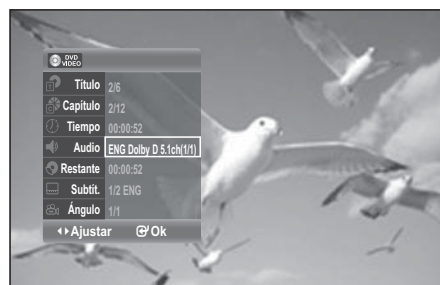 DVD
VIDEO
Título 2/6
Capítulo 2/12
Tiempo 00:00:52
Audio ENG Dolby D 5.1ch(1/1)
Restante 00:00:52
Subtit. 1/2 ENG
Ángulo 1/1
Ajustar Ok